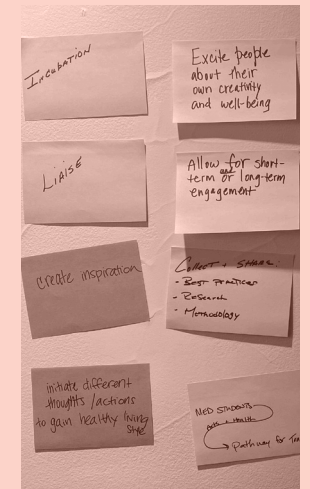 INCUBATION
Excite people
about their
own creativity
and well-being
LIAISE
Allow for short-
term and/or long-term
engagement
create inspiration
COLLECT + SHARE:
- BEST PRACTICES
- RESEARCH
- METHODOLOGY
initiate different
thoughts/actions
to gain healthy living
style
MED STUDENTS
+ HEALTH
→ Pathway for